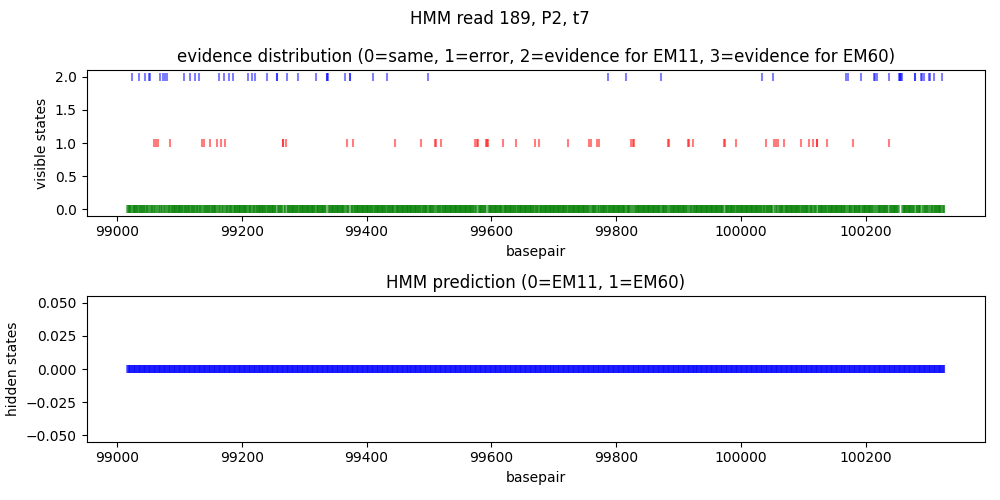 HMM read 189, P2, t7
evidence distribution (0=same, 1=error, 2=evidence for EM11, 3=evidence for EM60)
visible states
2.0
1.5
1.0
0.5
0.0
99000 99200 99400 99600 99800 100000 100200
basepair
HMM prediction (0=EM11, 1=EM60)
hidden states
0.050
0.025
0.000
−0.025
−0.050
99000 99200 99400 99600 99800 100000 100200
basepair